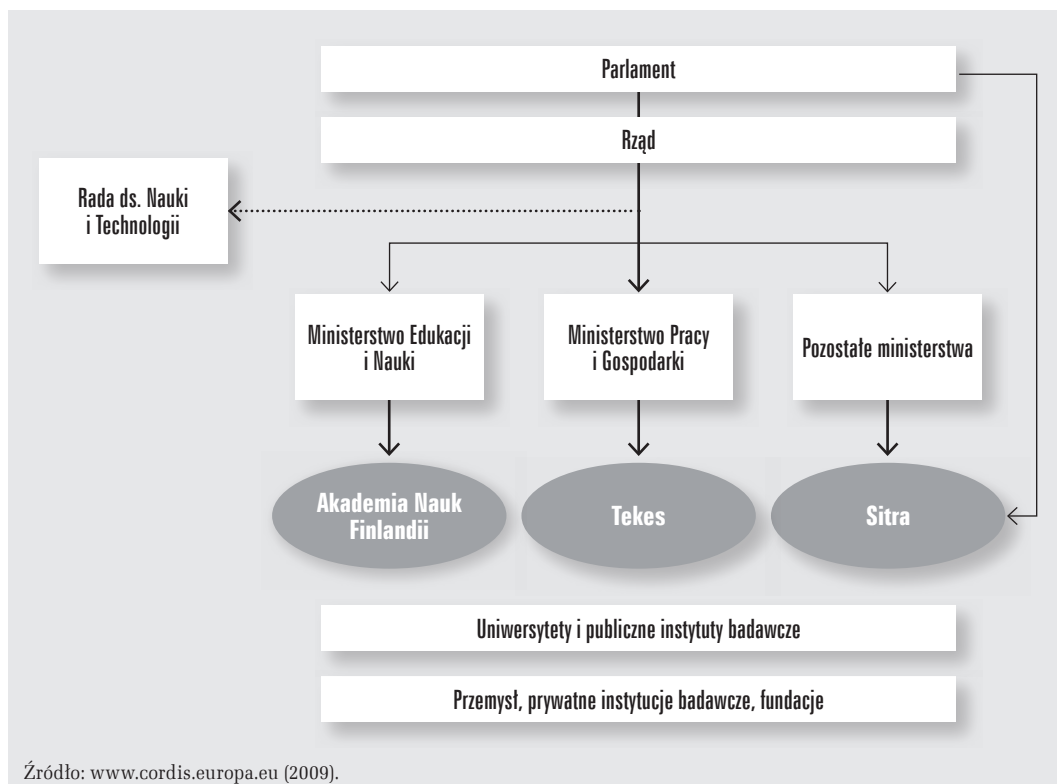 Parlament
Rząd
Rada ds. Nauki
i Technologii
Ministerstwo Edukacji
i Nauki
Ministerstwo Pracy
i Gospodarki
Pozostałe ministerstwa
Akademia Nauk
Finlandii
Tekes
Sitra
Uniwersytety i publiczne instytuty badawcze
Przemysł, prywatne instytucje badawcze, fundacje
Źródło: www.cordis.europa.eu (2009).